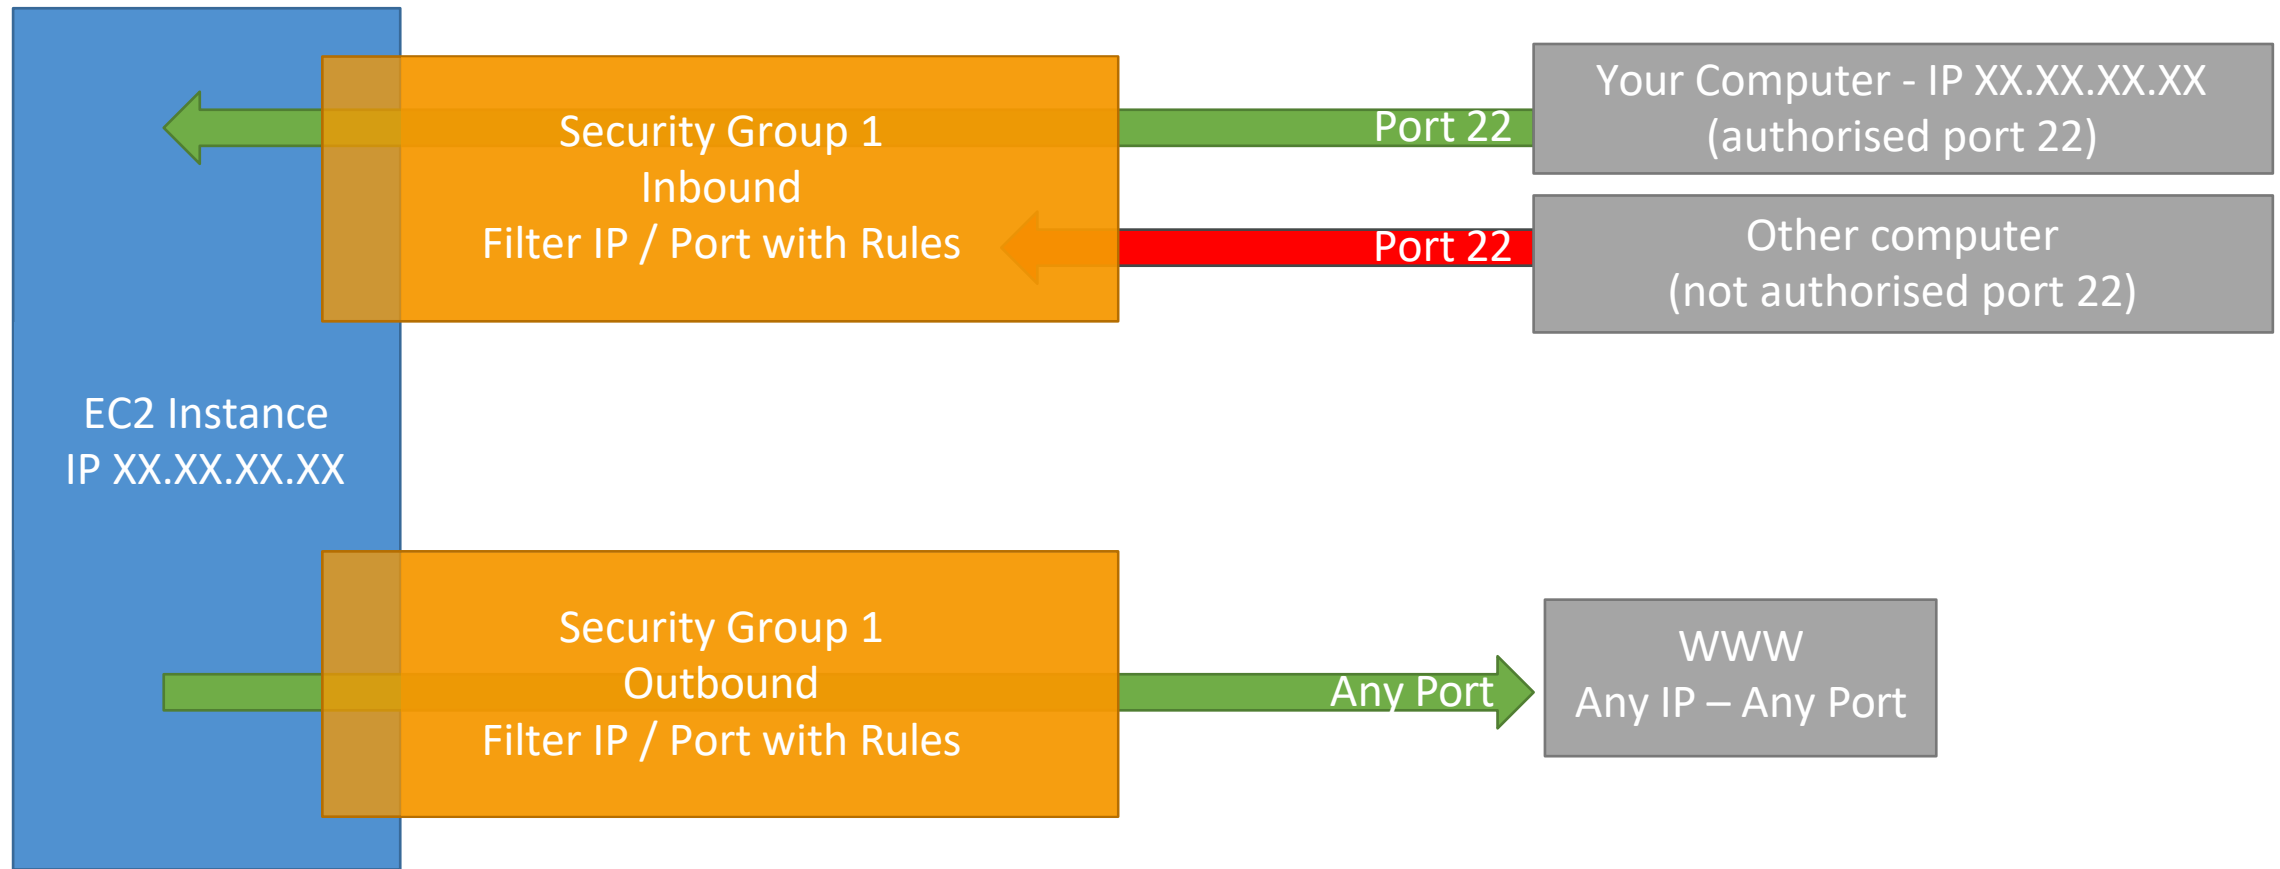 Your Computer - IP XX.XX.XX.XX
(authorised port 22)
Port 22
Security Group 1
Inbound
Filter IP / Port with Rules
Port 22
Other computer
(not authorised port 22)
EC2 Instance
IP XX.XX.XX.XX
Security Group 1
Outbound
Filter IP / Port with Rules
Any Port
WWW
Any IP – Any Port